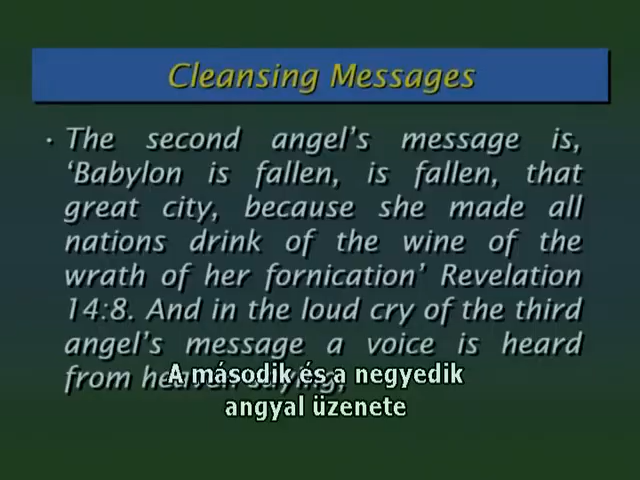 Cleansing Messages
· The second angel's message is,
'Babylon is fallen, is fallen, that
great city, because she made all
nations drink of the wine of the
wrath of her fornication' Revelation
14:8. And in the loud cry of the third
angel's message a voice is heard
from heaven saying,
A második és a negyedik
angyal üzenete